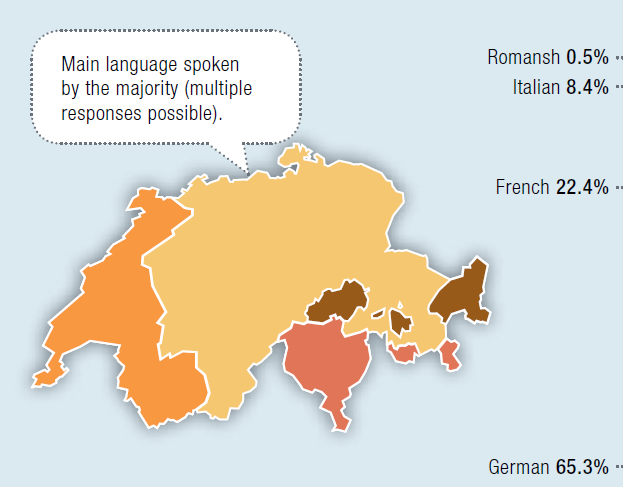 Main language spoken
by the majority (multiple
responses possible).
Romansh 0.5%
Italian 8.4%
French 22.4%
German 65.3%